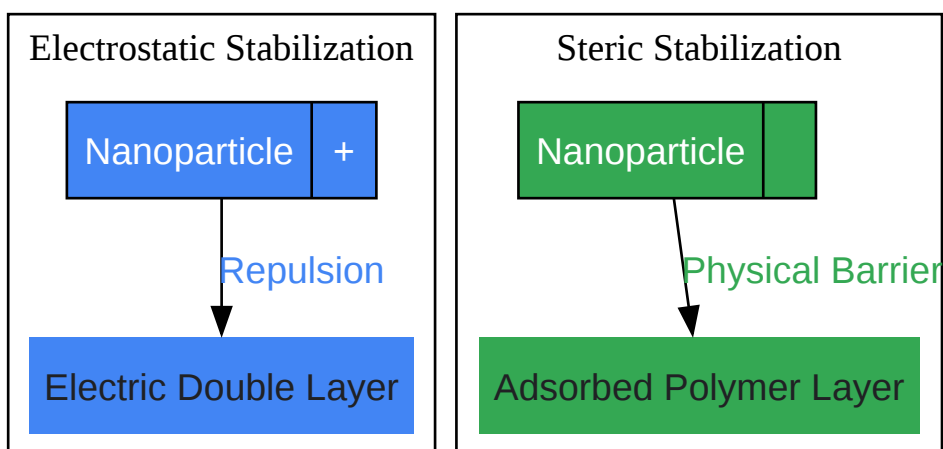 Electrostatic Stabilization
Nanoparticle +
Repulsion
Electric Double Layer
Steric Stabilization
Nanoparticle
Physical Barrier
Adsorbed Polymer Layer